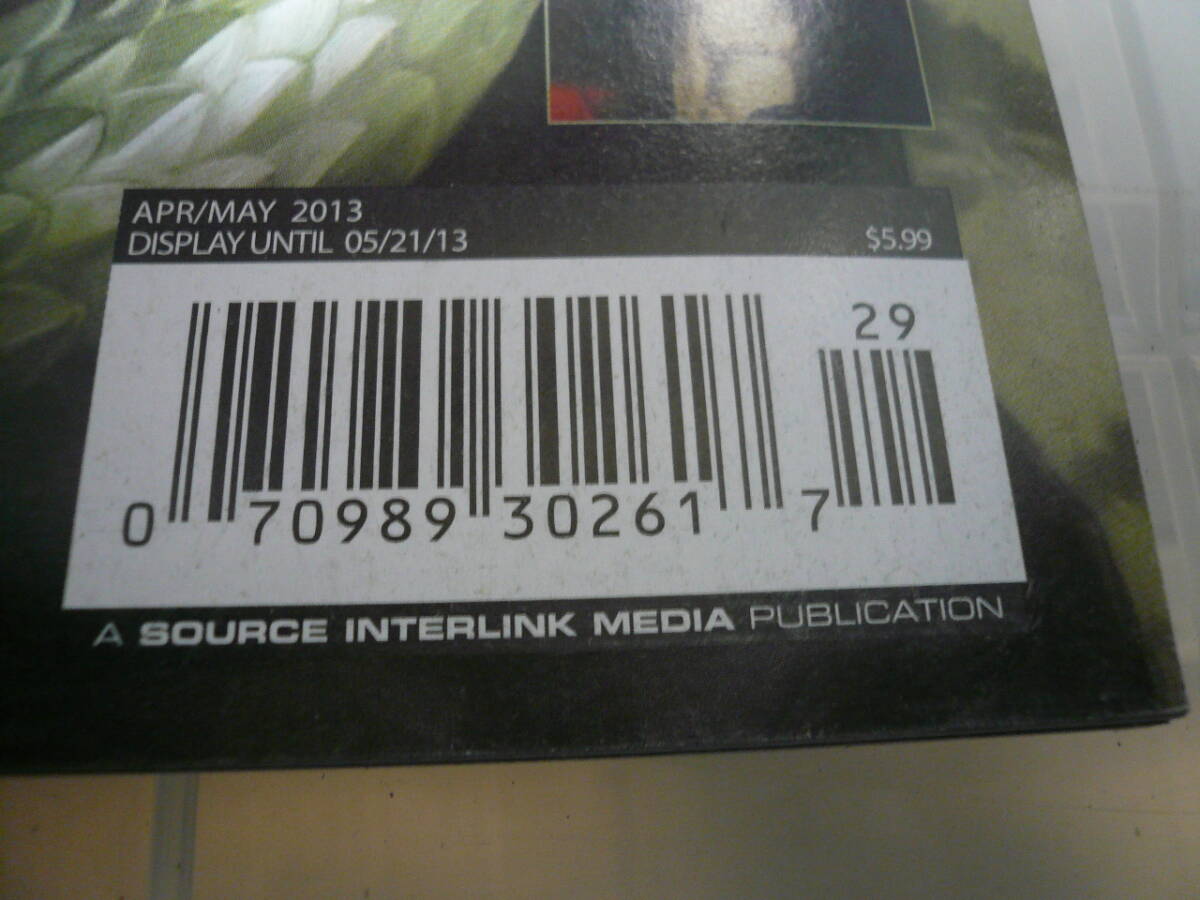 APR/MAY 2013
DISPLAY UNTIL 05/21/13
$5.99
29
0 70989 30261 7
A SOURCE INTERLINK MEDIA PUBLICATION